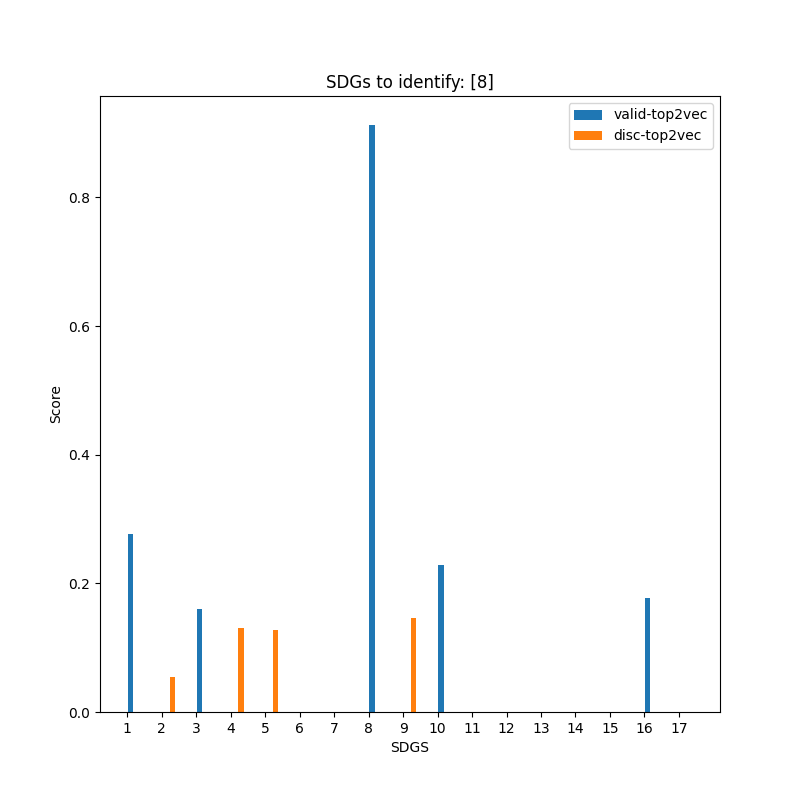 SDGs to identify: [8]
valid-top2vec
disc-top2vec
0.8
0.6
0.4
0.2
0.0
Score
1 2 3 4 5 6 7 8 9 10 11 12 13 14 15 16 17
SDGS